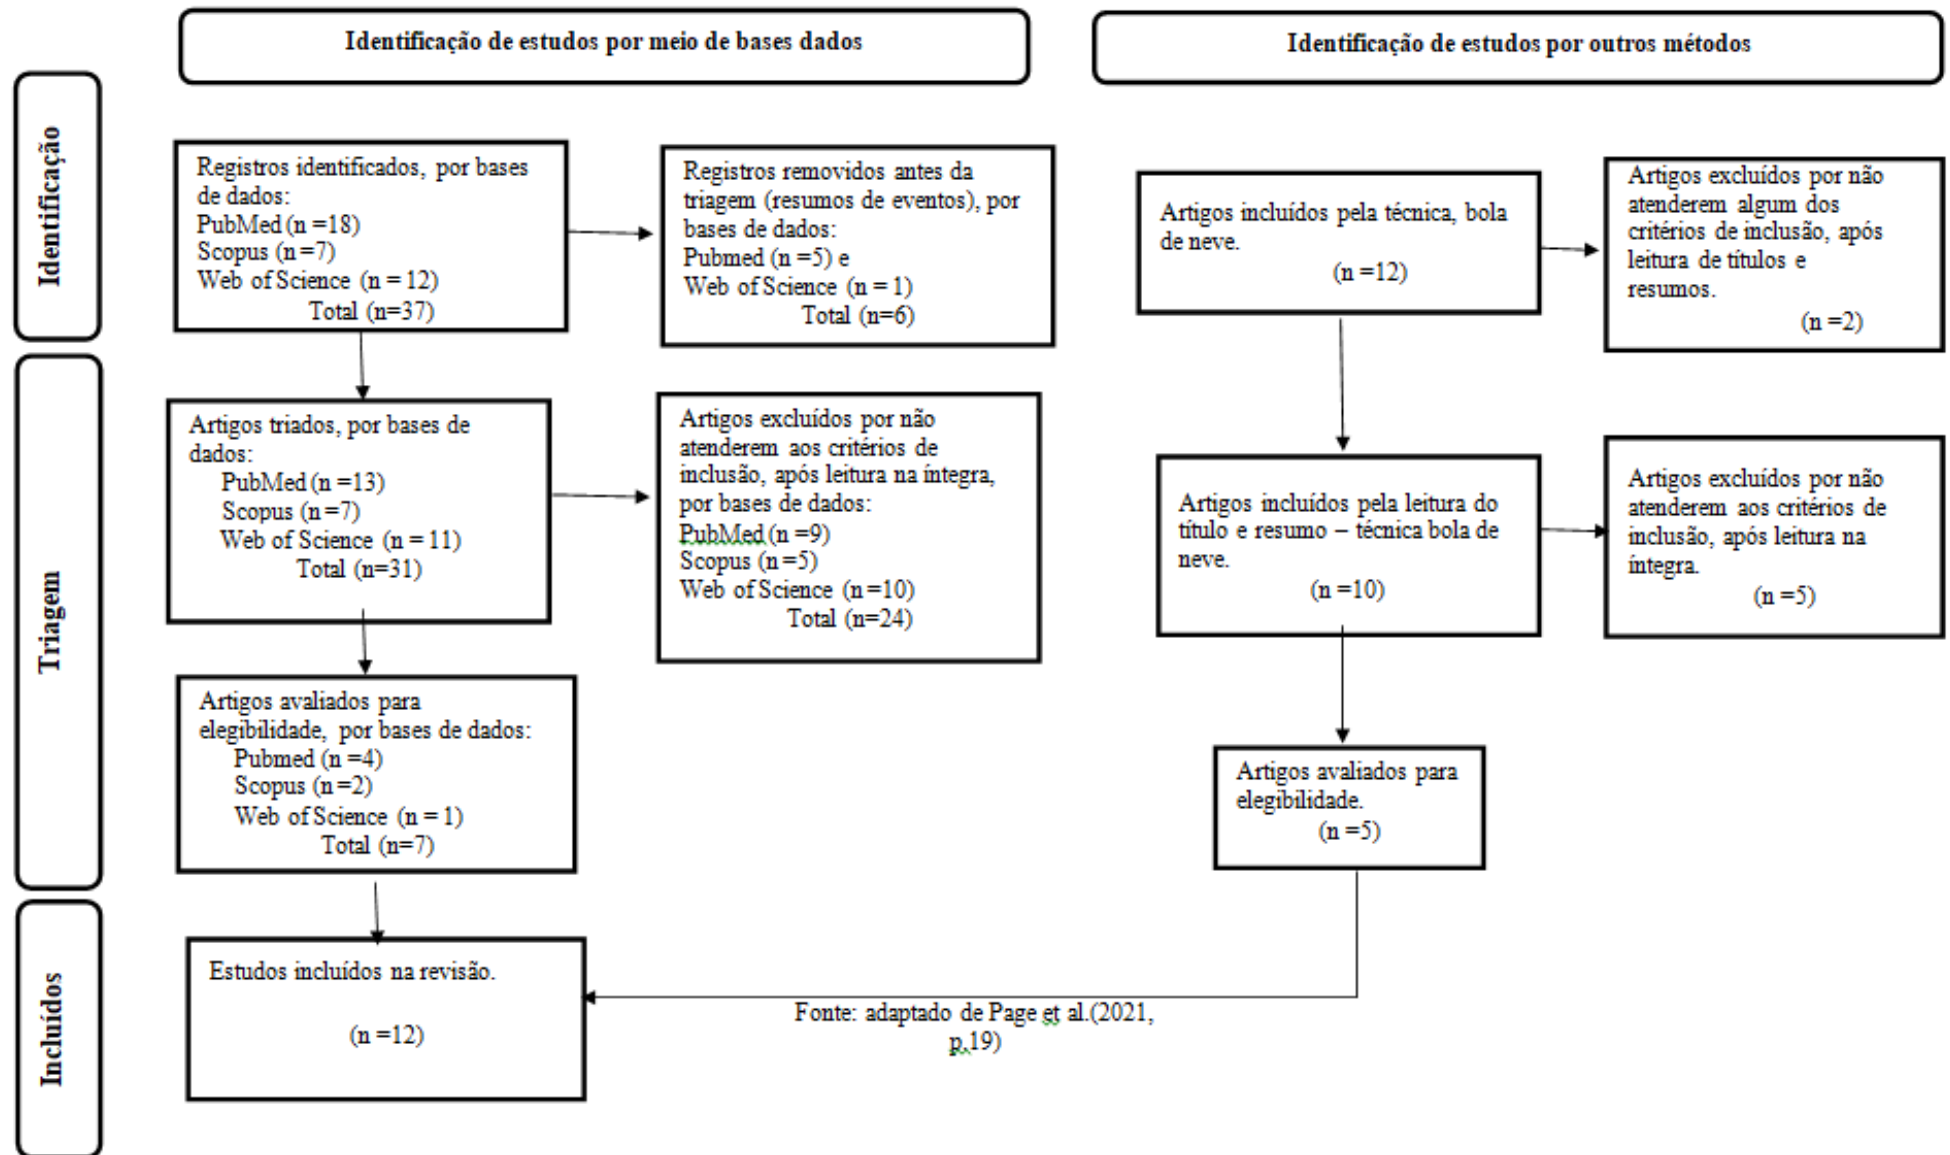 Identificação de estudos por meio de bases dados
Identificação de estudos por outros métodos
Identificação
Registros identificados, por bases
de dados:
PubMed (n =18)
Scopus (n =7)
Web of Science (n = 12)
Total (n=37)
Registros removidos antes da
triagem (resumos de eventos), por
bases de dados:
Pubmed (n =5) e
Web of Science (n = 1)
Total (n=6)
Artigos incluídos pela técnica, bola
de neve.
(n =12)
Artigos excluídos por não
atenderem algum dos
critérios de inclusão, após
leitura de títulos e
resumos.
(n =2)
Triagem
Artigos triados, por bases de
dados:
PubMed (n =13)
Scopus (n =7)
Web of Science (n = 11)
Total (n=31)
Artigos excluídos por não
atenderem aos critérios de
inclusão, após leitura na íntegra,
por bases de dados:
PubMed (n =9)
Scopus (n=5)
Web of Science (n =10)
Total (n=24)
Artigos incluídos pela leitura do
título e resumo – técnica bola de
neve.
(n =10)
Artigos excluídos por não
atenderem aos critérios de
inclusão, após leitura na
íntegra.
(n =5)
Artigos avaliados para
elegibilidade, por bases de dados:
Pubmed (n =4)
Scopus (n =2)
Web of Science (n = 1)
Total (n=7)
Artigos avaliados para
elegibilidade.
(n =5)
Incluídos
Estudos incluídos na revisão.
(n =12)
Fonte: adaptado de Page et al.(2021,
p.19)